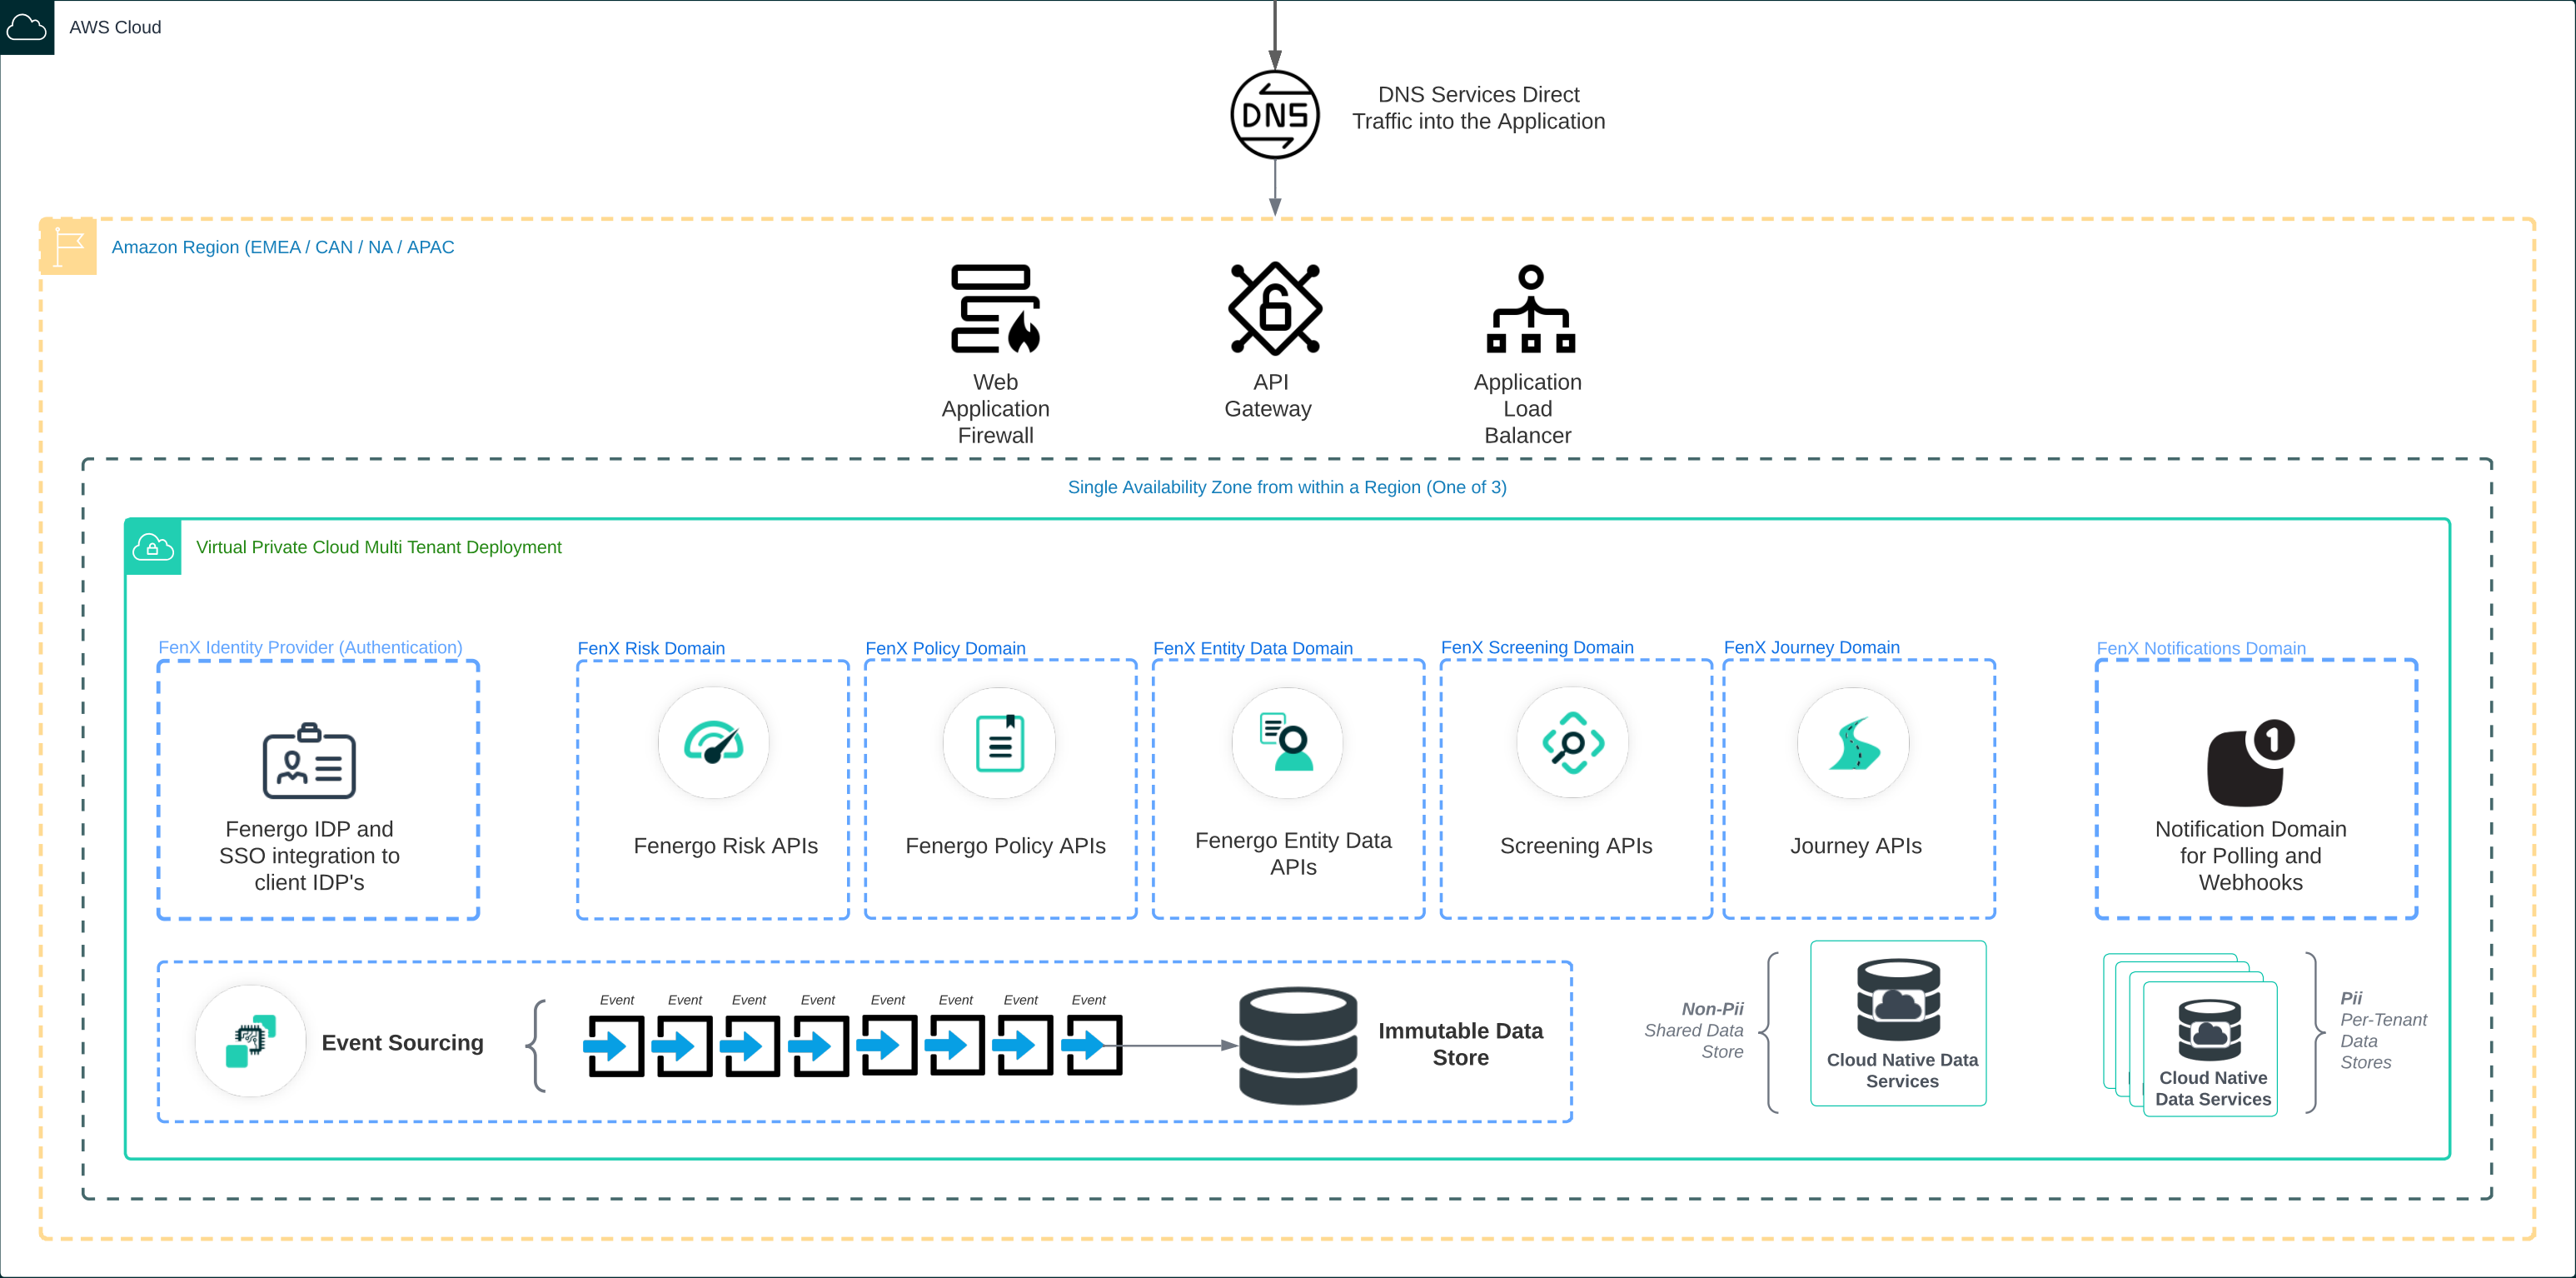 AWS Cloud
DNS
DNS Services Direct
Traffic into the Application
Amazon Region (EMEA / CAN / NA / APAC
Web
Application
Firewall
API
Gateway
Application
Load
Balancer
Single Availability Zone from within a Region (One of 3)
Virtual Private Cloud Multi Tenant Deployment
FenX Identity Provider (Authentication)
Fenergo IDP and
SSO integration to
client IDP's
FenX Risk Domain
Fenergo Risk APIs
FenX Policy Domain
Fenergo Policy APIs
FenX Entity Data Domain
Fenergo Entity Data
APIs
FenX Screening Domain
Screening APIs
FenX Journey Domain
Journey APIs
FenX Notifications Domain
1
Notification Domain
for Polling and
Webhooks
Event Sourcing
Event
Event
Event
Event
Event
Event
Event
Event
Immutable Data
Store
Non-Pii
Shared Data
Store
Cloud Native Data
Services
Cloud Native
Data Services
Pii
Per-Tenant
Data
Stores